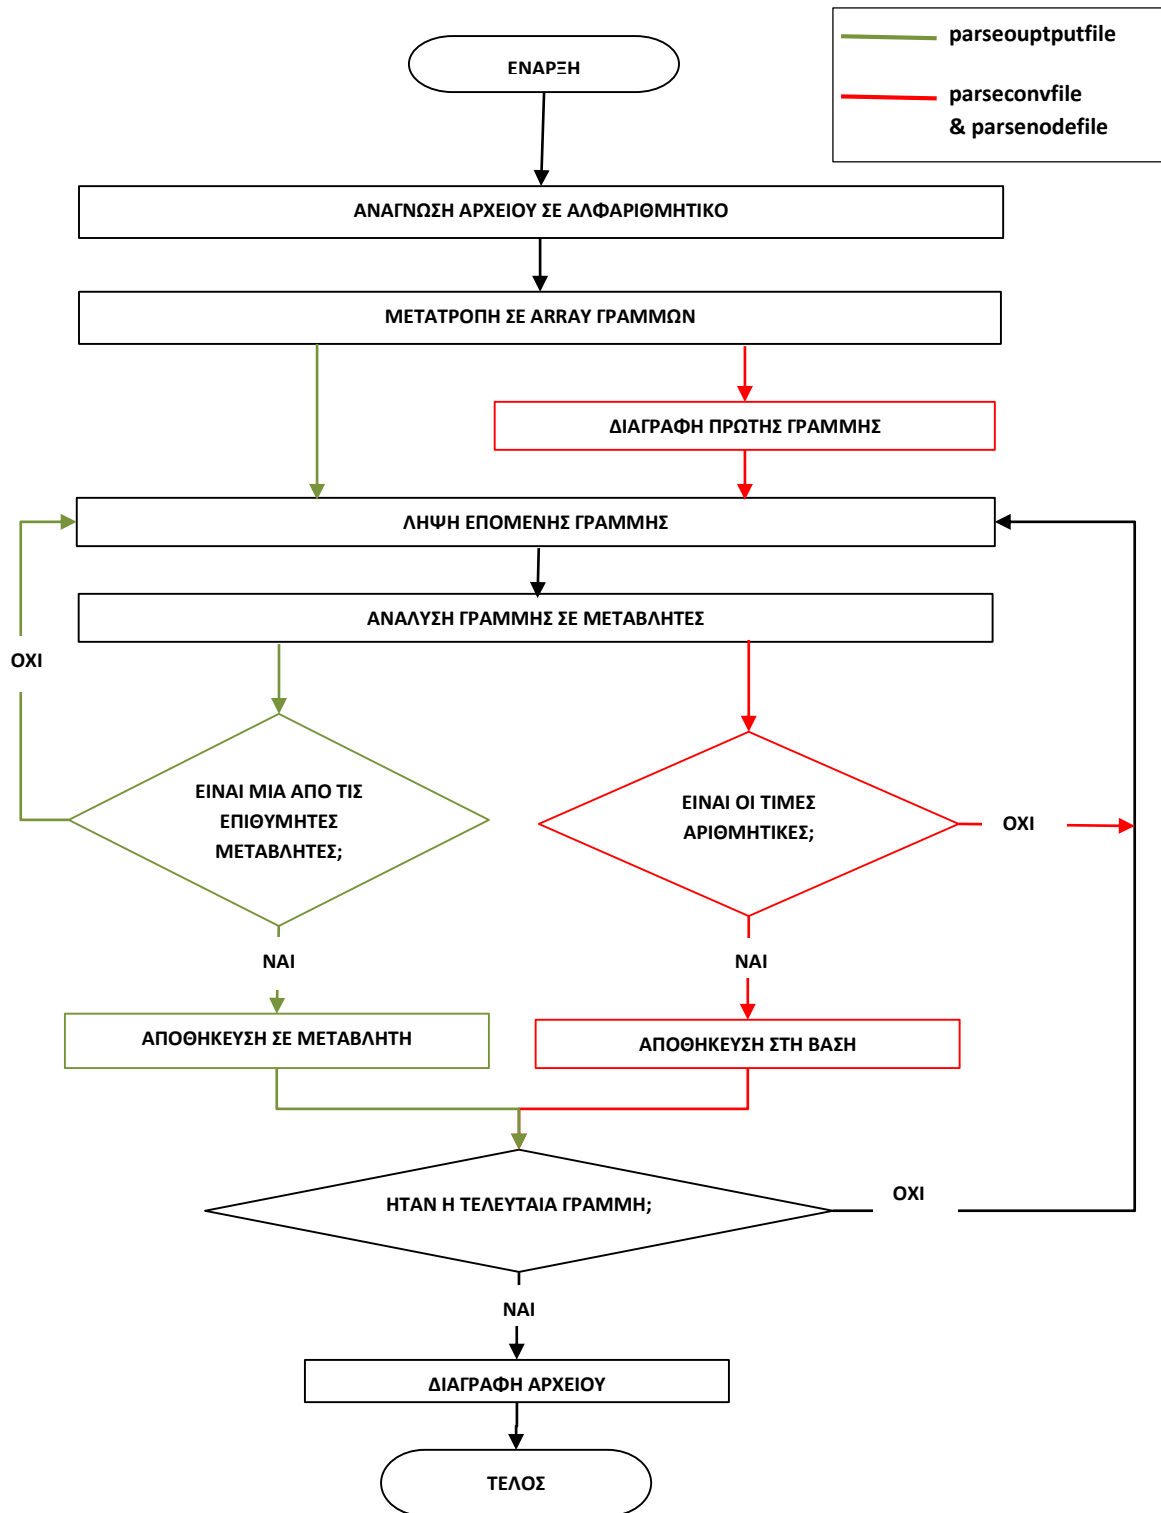 parseouptputfile
parseconvfile
& parsenodefile
ΕΝΑΡΞΗ
ΑΝΑΓΝΩΣΗ ΑΡΧΕΙΟΥ ΣΕ ΑΛΦΑΡΙΘΜΗΤΙΚΟ
ΜΕΤΑΤΡΟΠΗ ΣΕ ARRAY ΓΡΑΜΜΩΝ
ΔΙΑΓΡΑΦΗ ΠΡΩΤΗΣ ΓΡΑΜΜΗΣ
ΛΗΨΗ ΕΠΟΜΕΝΗΣ ΓΡΑΜΜΗΣ
ΑΝΑΛΥΣΗ ΓΡΑΜΜΗΣ ΣΕ ΜΕΤΑΒΛΗΤΕΣ
ΟΧΙ
ΕΙΝΑΙ ΜΙΑ ΑΠΟ ΤΙΣ
ΕΠΙΘΥΜΗΤΕΣ
ΜΕΤΑΒΛΗΤΕΣ;
ΕΙΝΑΙ ΟΙ ΤΙΜΕΣ
ΑΡΙΘΜΗΤΙΚΕΣ;
ΟΧΙ
ΝΑΙ
ΝΑΙ
ΑΠΟΘΗΚΕΥΣΗ ΣΕ ΜΕΤΑΒΛΗΤΗ
ΑΠΟΘΗΚΕΥΣΗ ΣΤΗ ΒΑΣΗ
ΗΤΑΝ Η ΤΕΛΕΥΤΑΙΑ ΓΡΑΜΜΗ;
ΟΧΙ
ΝΑΙ
ΔΙΑΓΡΑΦΗ ΑΡΧΕΙΟΥ
ΤΕΛΟΣ